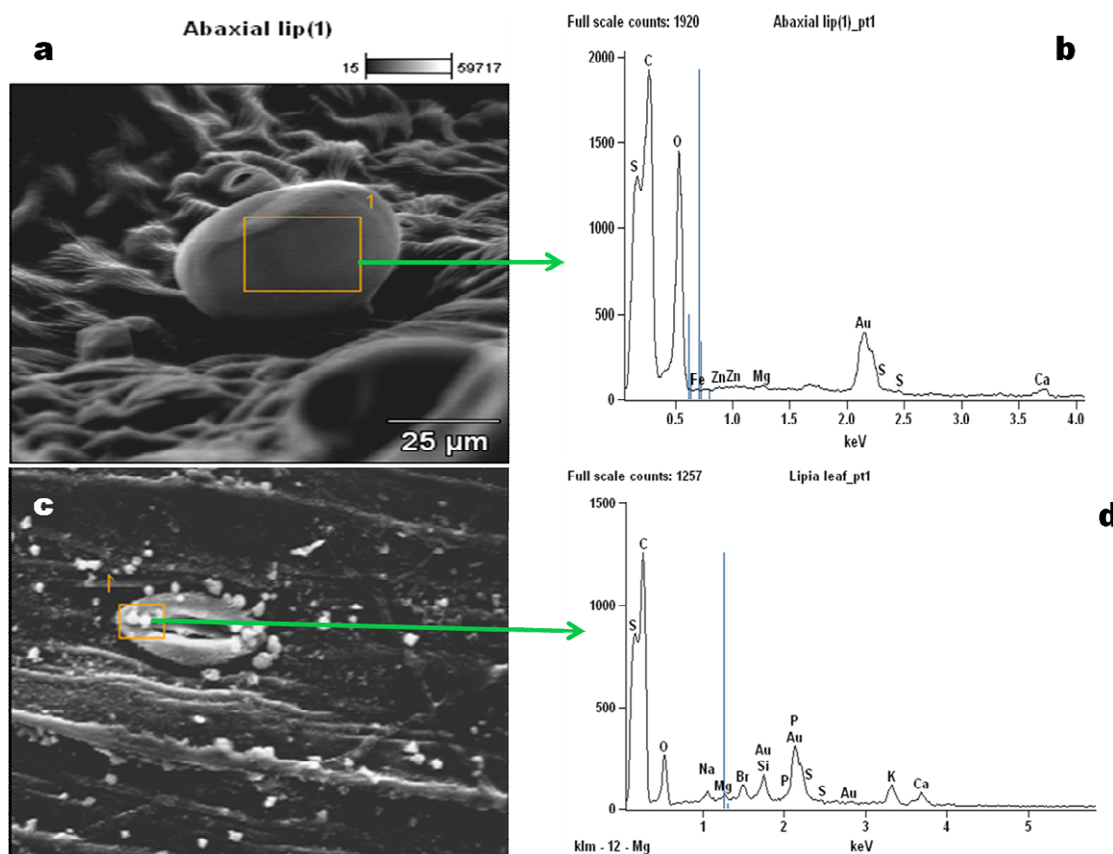 Abaxial lip(1)
a
15 59717
1
25 µm
Full scale counts: 1920 Abaxial lip(1)_pt1
b
2000
C
1500
O
S
1000
500
Au
Fe Zn Zn Mg S S Ca
0
0.5 1.0 1.5 2.0 2.5 3.0 3.5 4.0
keV
c
1
Full scale counts: 1257 Lipia leaf_pt1
d
1500
C
1000
S
500
P
O Au Au
Na Mg Br Si P S S Au K Ca
0
1 2 3 4 5
keV
klm - 12 - Mg